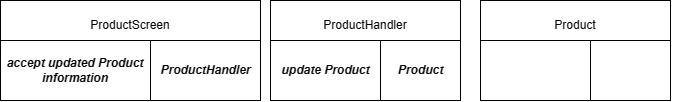 ProductScreen
accept updated Product
information
ProductHandler
ProductHandler
update Product
Product
Product